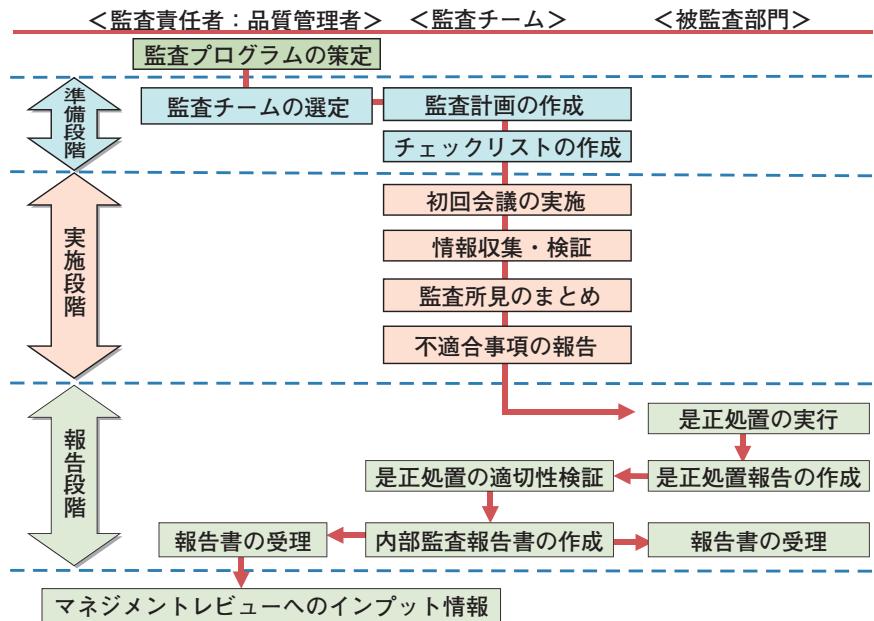 ＜監査責任者：品質管理者＞ ＜監査チーム＞ ＜被監査部門＞
監査プログラムの策定
準備段階
監査チームの選定
監査計画の作成
チェックリストの作成
実施段階
初回会議の実施
情報収集・検証
監査所見のまとめ
不適合事項の報告
報告段階
是正処置の実行
是正処置の適切性検証
是正処置報告の作成
報告書の受理
内部監査報告書の作成
報告書の受理
マネジメントレビューへのインプット情報